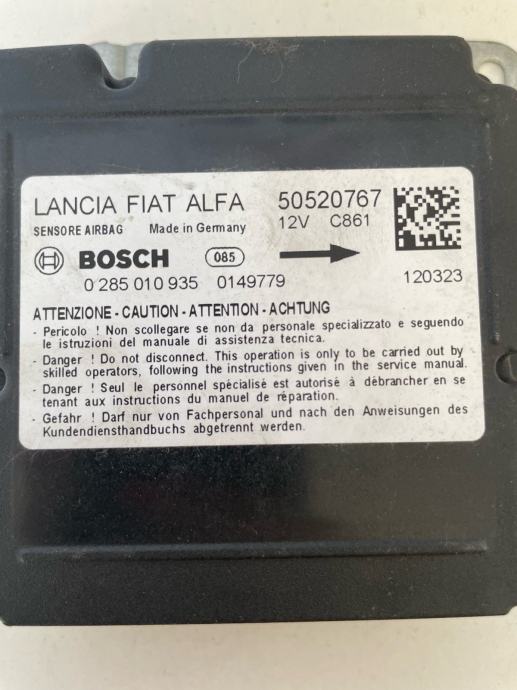 LANCIA FIAT ALFA 50520767
SENSORE AIRBAG Made in Germany 12V C861
BOSCH 085
0 285 010 935 0149779 120323
ATTENZIONE - CAUTION - ATTENTION - ACHTUNG
- Pericolo ! Non scollegare se non da personale specializzato e seguendo
le istruzioni del manuale di assistenza tecnica.
- Danger ! Do not disconnect. This operation is only to be carried out by
skilled operators, following the instructions given in the service manual.
- Danger ! Seul le personnel spécialisé est autorisé à débrancher en se
tenant aux instructions du manuel de réparation.
- Gefahr ! Darf nur von Fachpersonal und nach den Anweisungen des
Kundendiensthandbuchs abgetrennt werden.